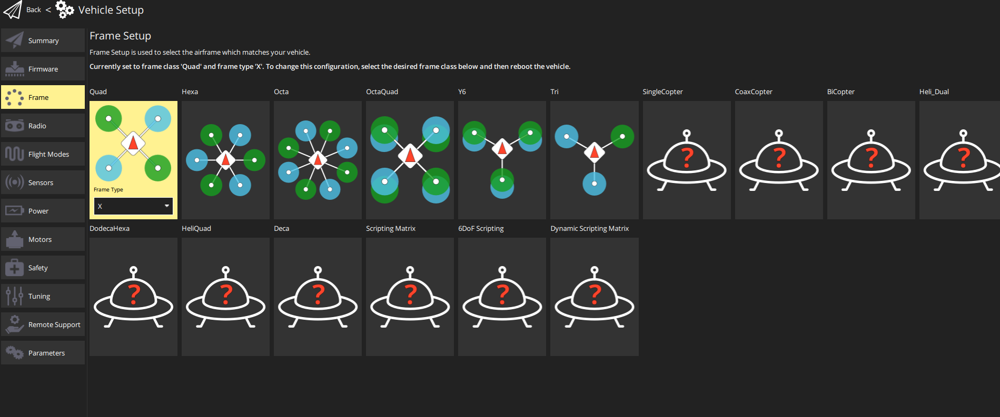 Back < Vehicle Setup
Summary
Firmware
Frame
Radio
Flight Modes
Sensors
Power
Motors
Safety
Tuning
Remote Support
Parameters
Frame Setup
Frame Setup is used to select the airframe which matches your vehicle.
Currently set to frame class 'Quad' and frame type 'X'. To change this configuration, select the desired frame class below and then reboot the vehicle.
Quad
Hexa
Octa
OctaQuad
Y6
Tri
SingleCopter
CoaxCopter
BiCopter
Heli_Dual
Frame Type
X
?
?
?
?
DodecaHexa
HeliQuad
Deca
Scripting Matrix
6DoF Scripting
Dynamic Scripting Matrix
?
?
?
?
?
?